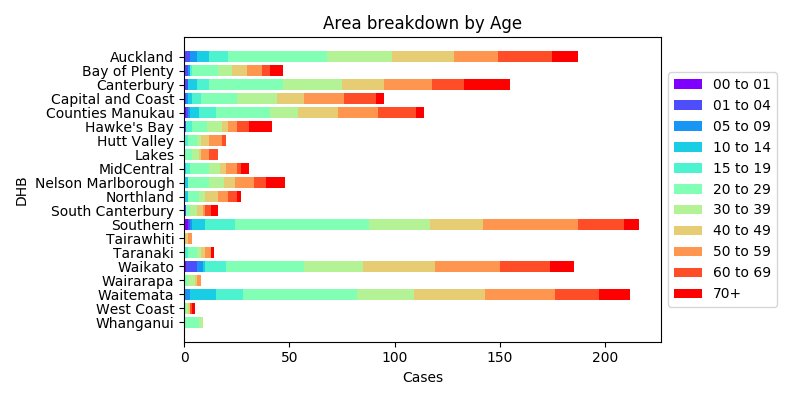 Area breakdown by Age
DHB
Auckland
Bay of Plenty
Canterbury
Capital and Coast
Counties Manukau
Hawke's Bay
Hutt Valley
Lakes
MidCentral
Nelson Marlborough
Northland
South Canterbury
Southern
Tairawhiti
Taranaki
Waikato
Wairarapa
Waitemata
West Coast
Whanganui
0 50 100 150 200
Cases
00 to 01
01 to 04
05 to 09
10 to 14
15 to 19
20 to 29
30 to 39
40 to 49
50 to 59
60 to 69
70+